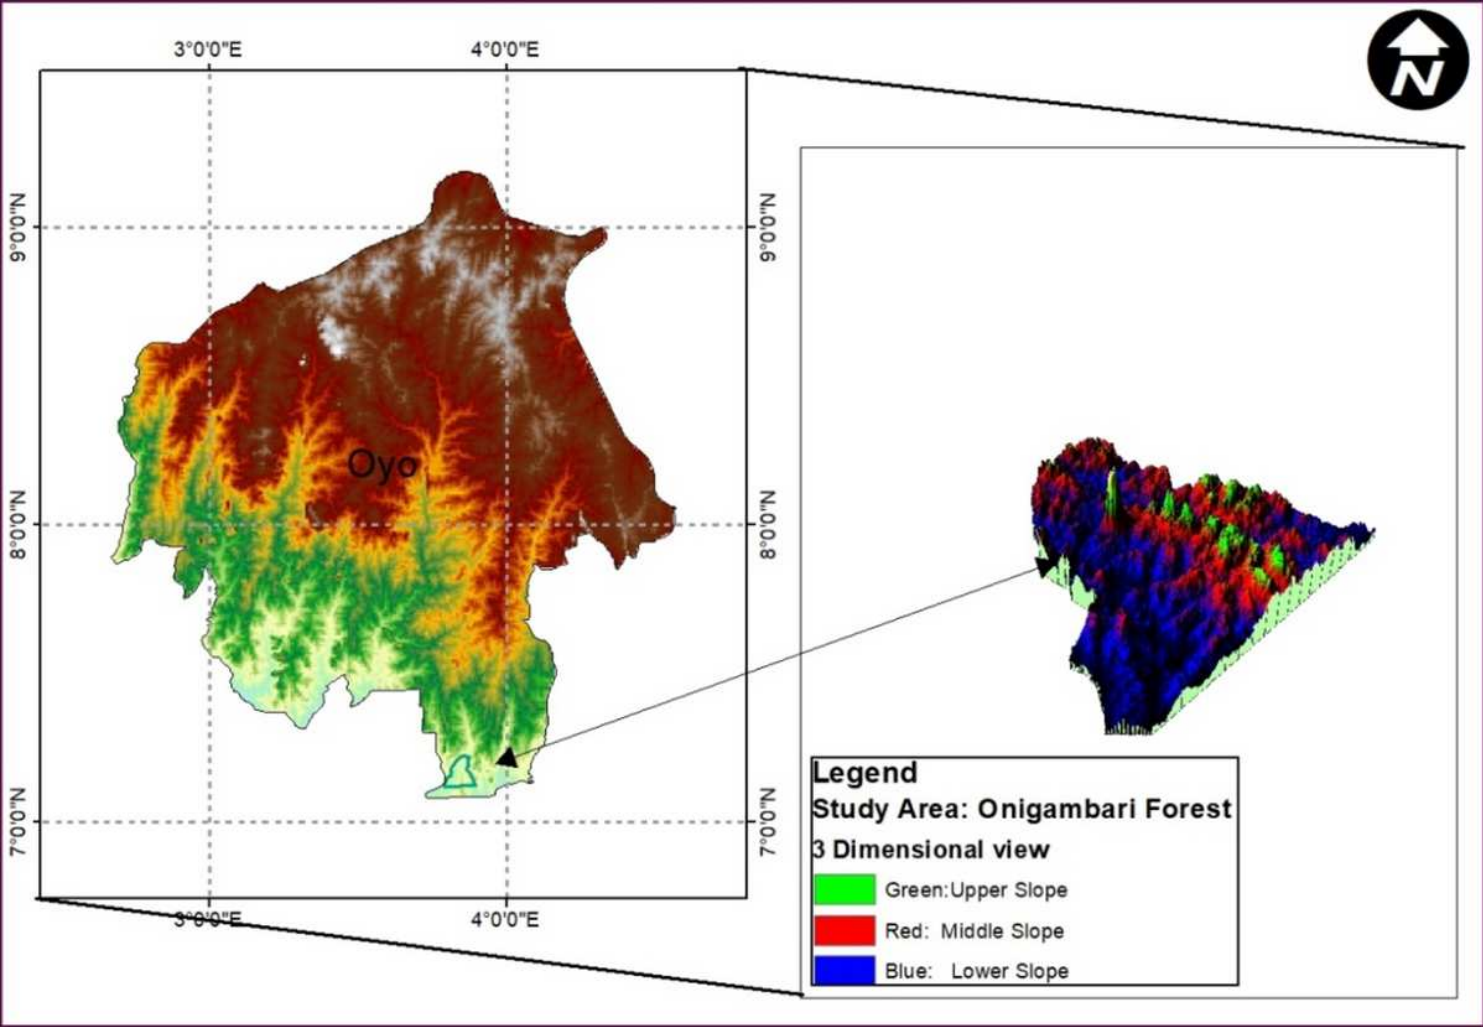 3°0'0"E 4°0'0"E
N
9°0'0"N 9°0'0"N
Oyo
8°0'0"N 8°0'0"N
7°0'0"N 7°0'0"N
3°0'0"E 4°0'0"E
Legend
Study Area: Onigambari Forest
3 Dimensional view
Green:Upper Slope
Red: Middle Slope
Blue: Lower Slope